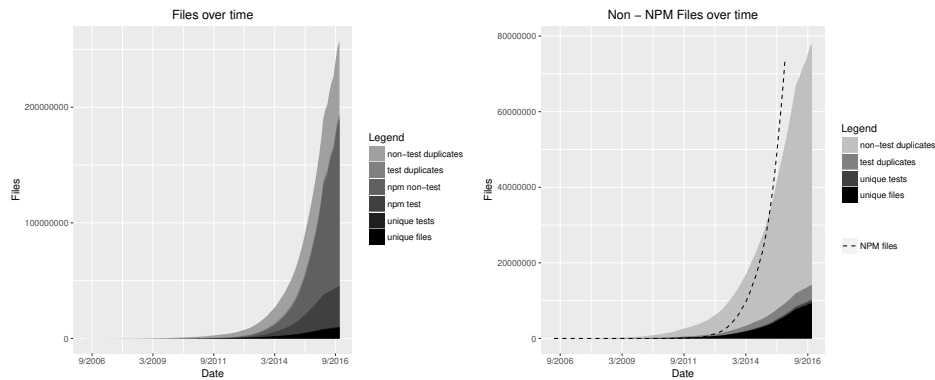 Files over time
200000000
100000000
0
Files
9/2006 3/2009 9/2011 3/2014 9/2016
Date
Legend
non-test duplicates
test duplicates
npm non-test
npm test
unique tests
unique files
Non − NPM Files over time
80000000
60000000
40000000
20000000
0
Files
9/2006 3/2009 9/2011 3/2014 9/2016
Date
Legend
non-test duplicates
test duplicates
unique tests
unique files
NPM files